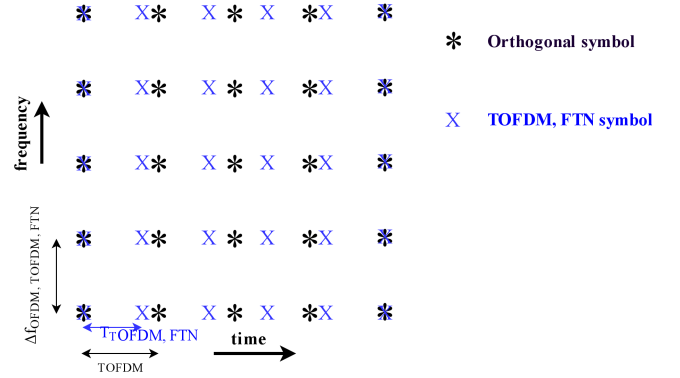 X X X X X X
Orthogonal symbol
X X X X X X
X TOFDM, FTN symbol
frequency
X X X X X X
ΔfOFDM, TOFDM, FTN
X X X X X X
X X X X X X
TTOFDM, FTN
time
TOFDM